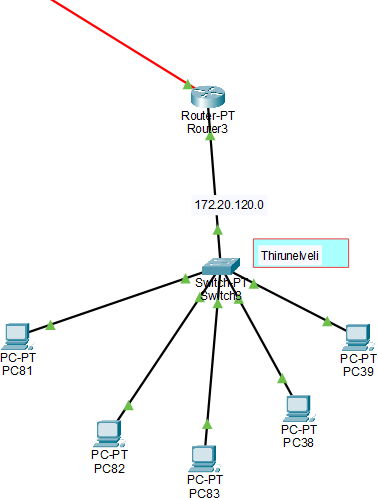 Router-PT
Router3
172.20.120.0
Thirunelveli
Switch-PT
Switch3
PC-PT
PC81
PC-PT
PC39
PC-PT
PC38
PC-PT
PC82
PC-PT
PC83